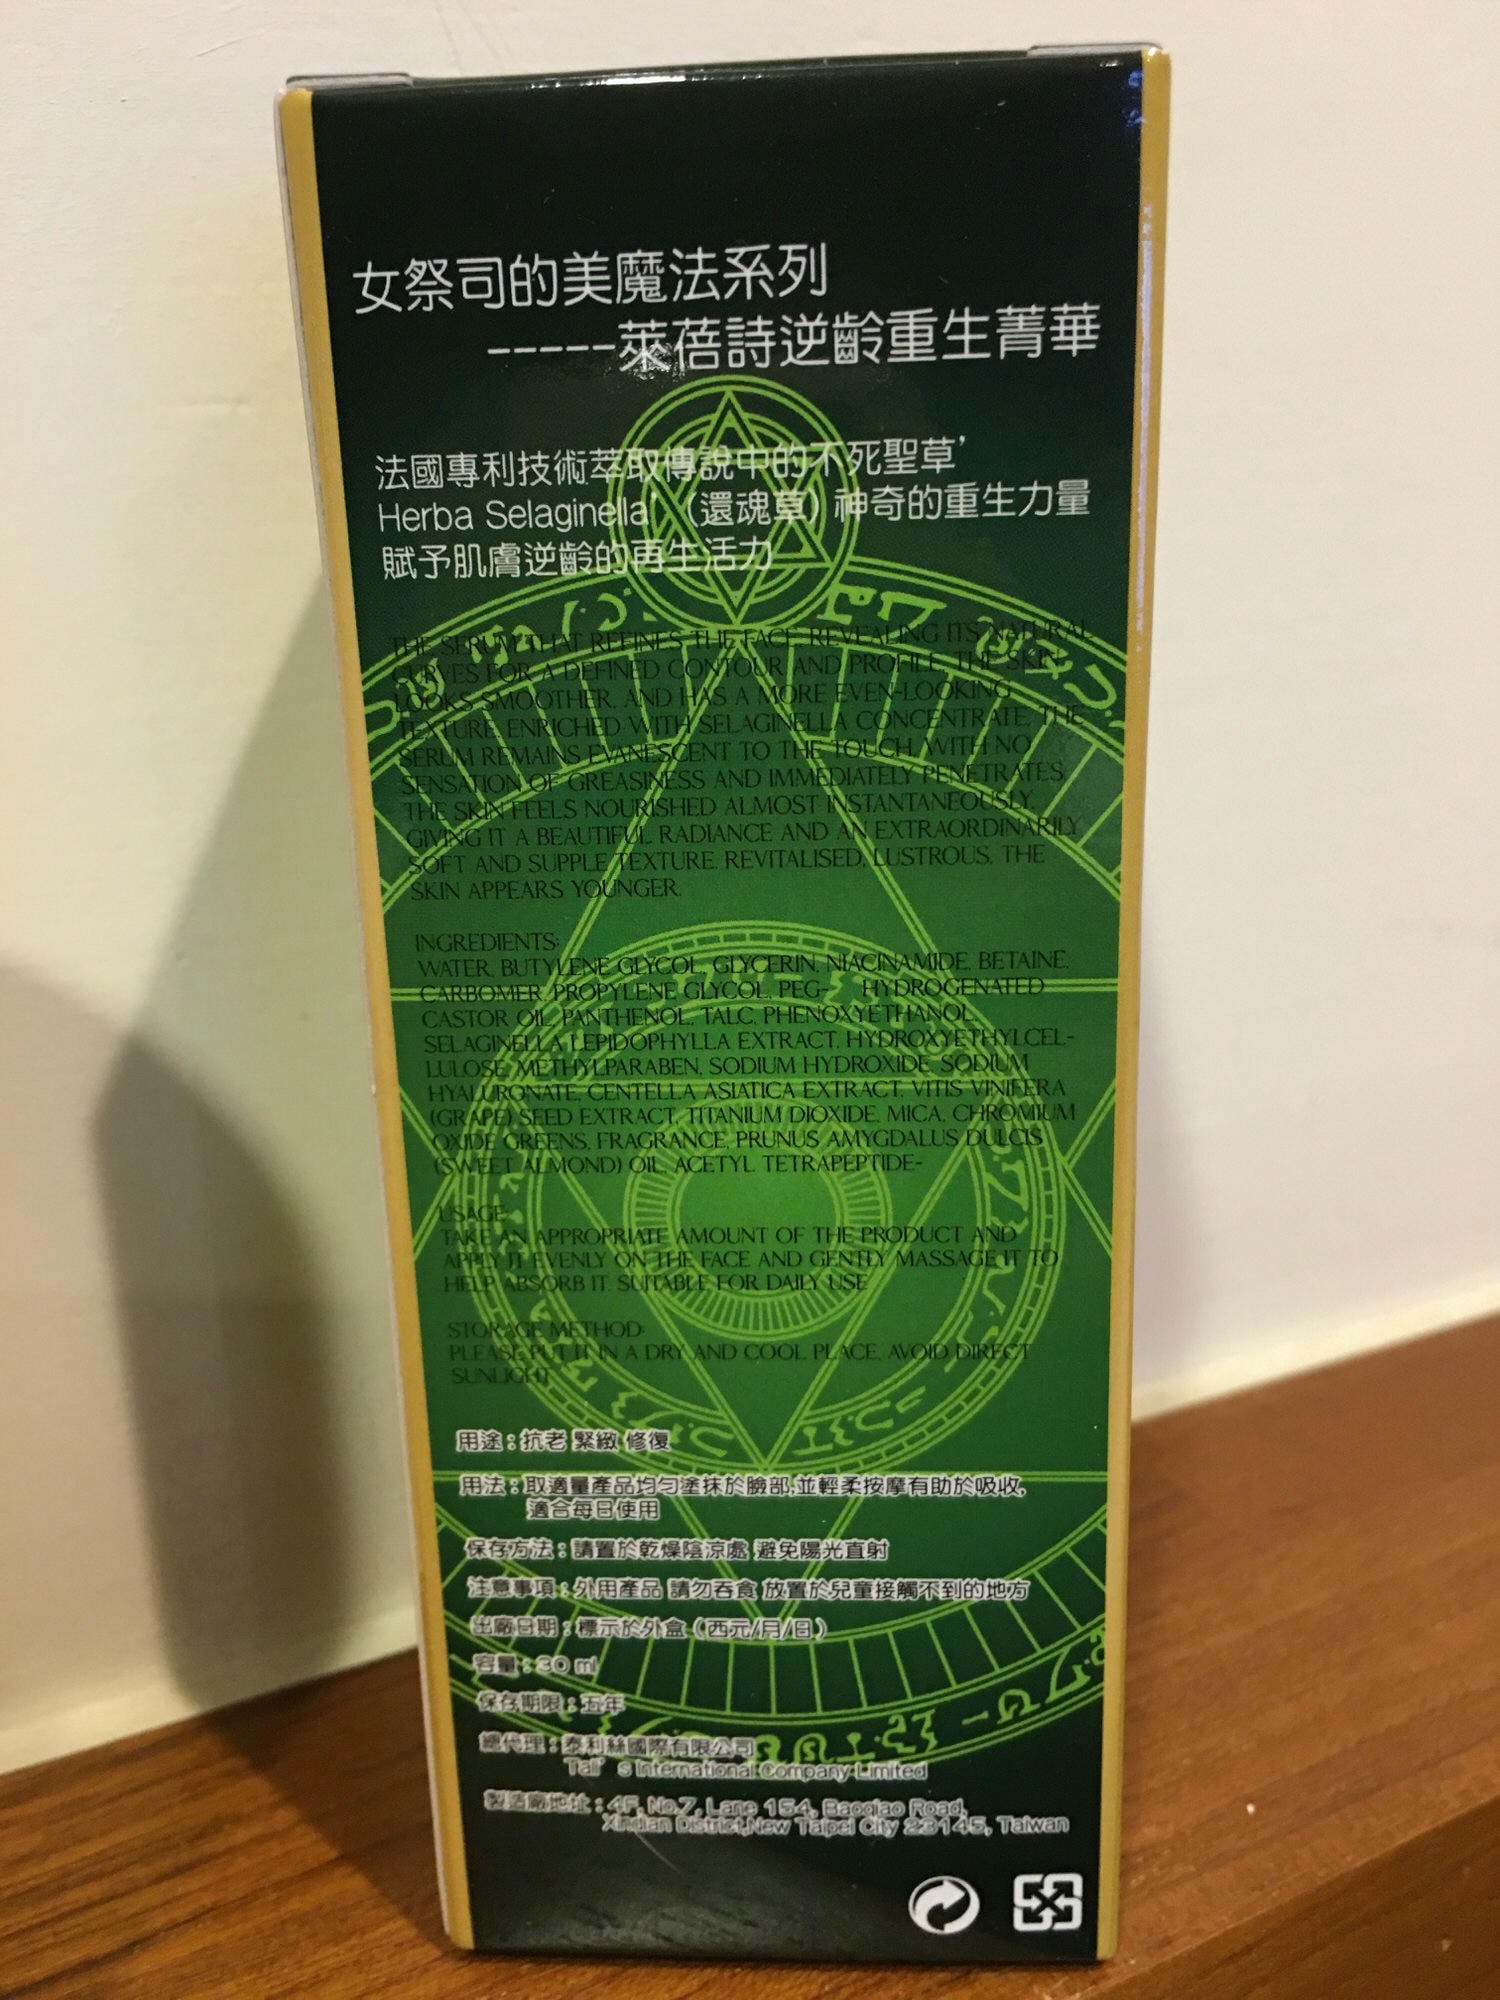 女祭司的美魔法系列
-----萊蓓詩逆齡重生菁華
法國專利技術萃取傳說中的不死聖草’
Herba Selaginella’（還魂草）神奇的重生力量
賦予肌膚逆齡的再生活力
THE SERUM THAT REFINES THE FACE, REVEALING ITS NATURAL
CURVES FOR A DEFINED CONTOUR AND PROFILE. THE SKIN
LOOKS SMOOTHER, AND HAS A MORE EVEN-LOOKING
TEXTURE. ENRICHED WITH SELAGINELLA CONCENTRATE, THE
SERUM REMAINS EVANESCENT TO THE TOUCH, WITH NO
SENSATION OF GREASINESS AND IMMEDIATELY PENETRATES.
THE SKIN FEELS NOURISHED ALMOST INSTANTANEOUSLY,
GIVING IT A BEAUTIFUL RADIANCE AND AN EXTRAORDINARILY
SOFT AND SUPPLE TEXTURE. REVITALISED, LUSTROUS, THE
SKIN APPEARS YOUNGER.
INGREDIENTS:
WATER, BUTYLENE GLYCOL, GLYCERIN, NIACINAMIDE, BETAINE,
CARBOMER, PROPYLENE GLYCOL, PEG- HYDROGENATED
CASTOR OIL, PANTHENOL, TALC, PHENOXYETHANOL,
SELAGINELLA LEPIDOPHYLLA EXTRACT, HYDROXYETHYLCEL-
LULOSE, METHYLPARABEN, SODIUM HYDROXIDE, SODIUM
HYALURONATE, CENTELLA ASIATICA EXTRACT, VITIS VINIFERA
(GRAPE) SEED EXTRACT, TITANIUM DIOXIDE, MICA, CHROMIUM
OXIDE GREENS, FRAGRANCE, PRUNUS AMYGDALUS DULCIS
(SWEET ALMOND) OIL, ACETYL TETRAPEPTIDE-
USAGE:
TAKE AN APPROPRIATE AMOUNT OF THE PRODUCT AND
APPLY IT EVENLY ON THE FACE AND GENTLY MASSAGE IT TO
HELP ABSORB IT. SUITABLE FOR DAILY USE
STORAGE METHOD:
PLEASE PUT IT IN A DRY AND COOL PLACE. AVOID DIRECT
SUNLIGHT
用途：抗老 緊緻 修復
用法：取適量產品均勻塗抹於臉部,並輕柔按摩有助於吸收,
適合每日使用
保存方法：請置於乾燥陰涼處 避免陽光直射
注意事項：外用產品 請勿吞食 放置於兒童接觸不到的地方
出廠日期：標示於外盒（西元/月/日）
容量：30 ml
保存期限：五年
總代理：泰利絲國際有限公司
Tali’s International Company Limited
製造廠地址：4F, No.7, Lane 154, Baoqiao Road,
Xindian District,New Taipei City 23145, Taiwan